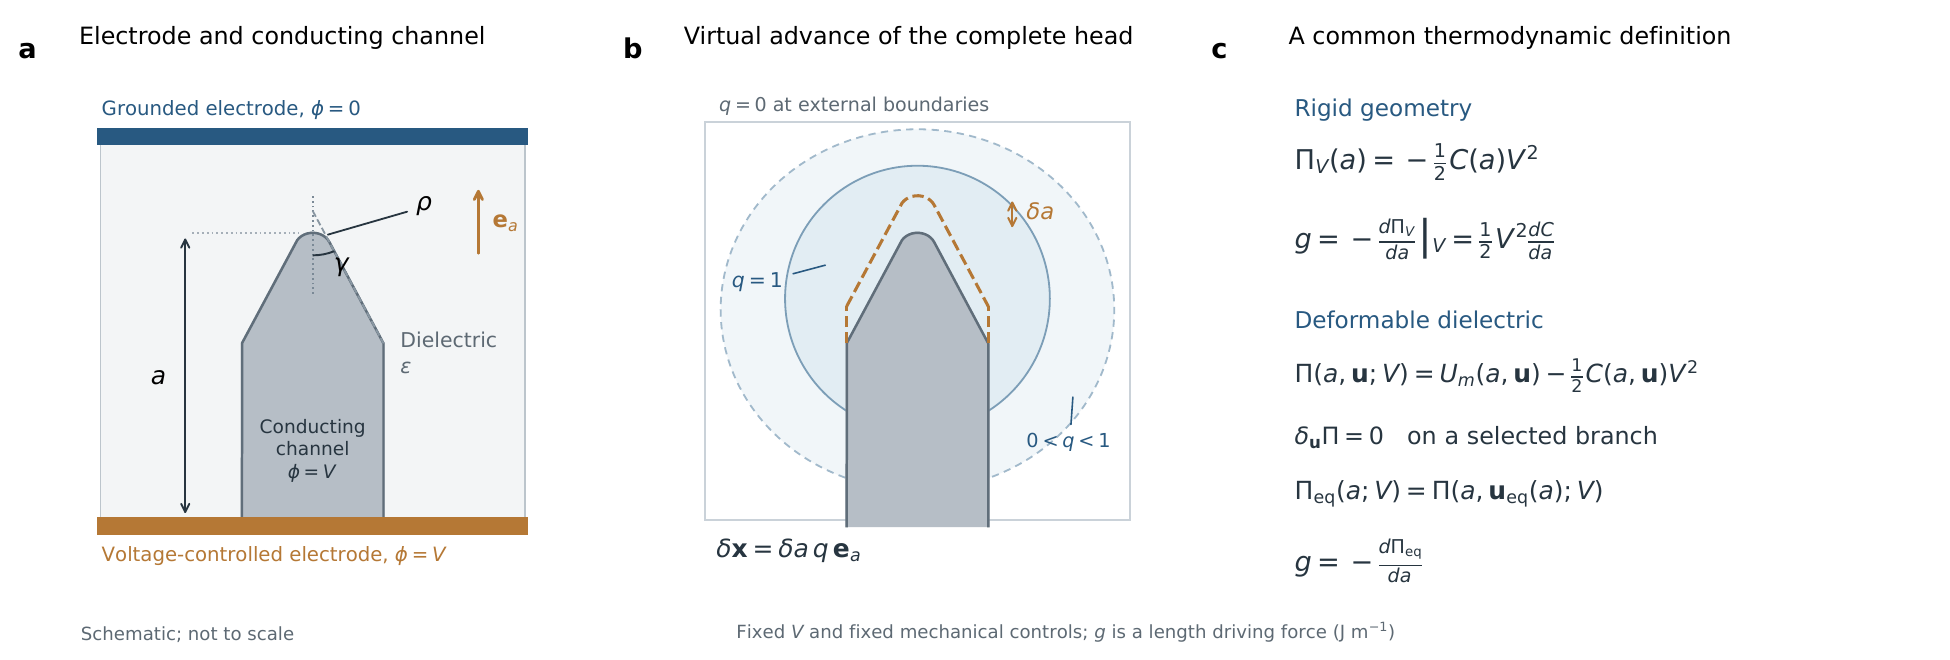 a
Electrode and conducting channel
Grounded electrode, ϕ = 0
ρ
e_a
γ
a
Dielectric
ε
Conducting
channel
ϕ = V
Voltage-controlled electrode, ϕ = V
Schematic; not to scale
b
Virtual advance of the complete head
q = 0 at external boundaries
δa
q = 1
0 < q < 1
δx = δa q e_a
c
A common thermodynamic definition
Rigid geometry
Π_V(a) = −½C(a)V²
g = −dΠ_V/da |_V = ½V² dC/da
Deformable dielectric
Π(a, u; V) = U_m(a, u) − ½C(a, u)V²
δ_uΠ = 0 on a selected branch
Π_eq(a; V) = Π(a, u_eq(a); V)
g = −dΠ_eq/da
Fixed V and fixed mechanical controls; g is a length driving force (J m⁻¹)